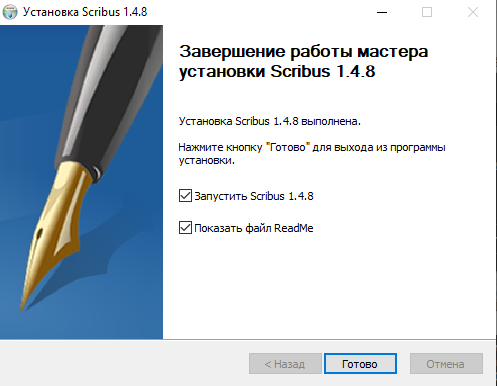 Установка Scribus 1.4.8
Завершение работы мастера
установки Scribus 1.4.8
Установка Scribus 1.4.8 выполнена.
Нажмите кнопку "Готово" для выхода из программы
установки.
Запустить Scribus 1.4.8
Показать файл ReadMe
< Назад
Готово
Отмена